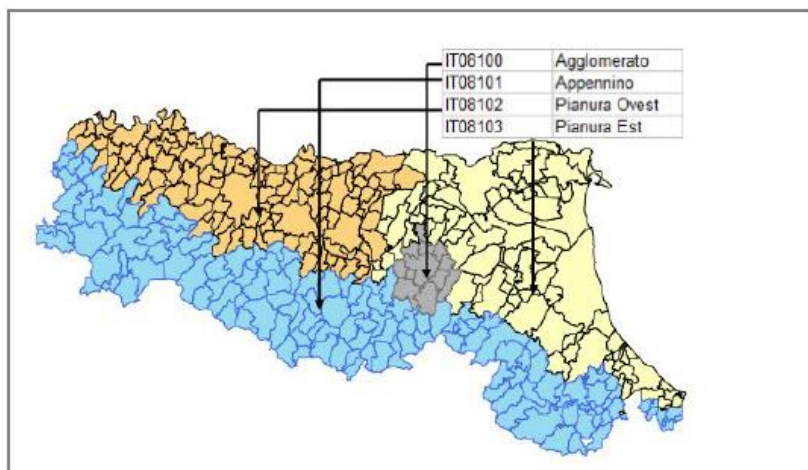 IT08100 Agglomerato
IT08101 Appennino
IT08102 Pianura Ovest
IT08103 Pianura Est